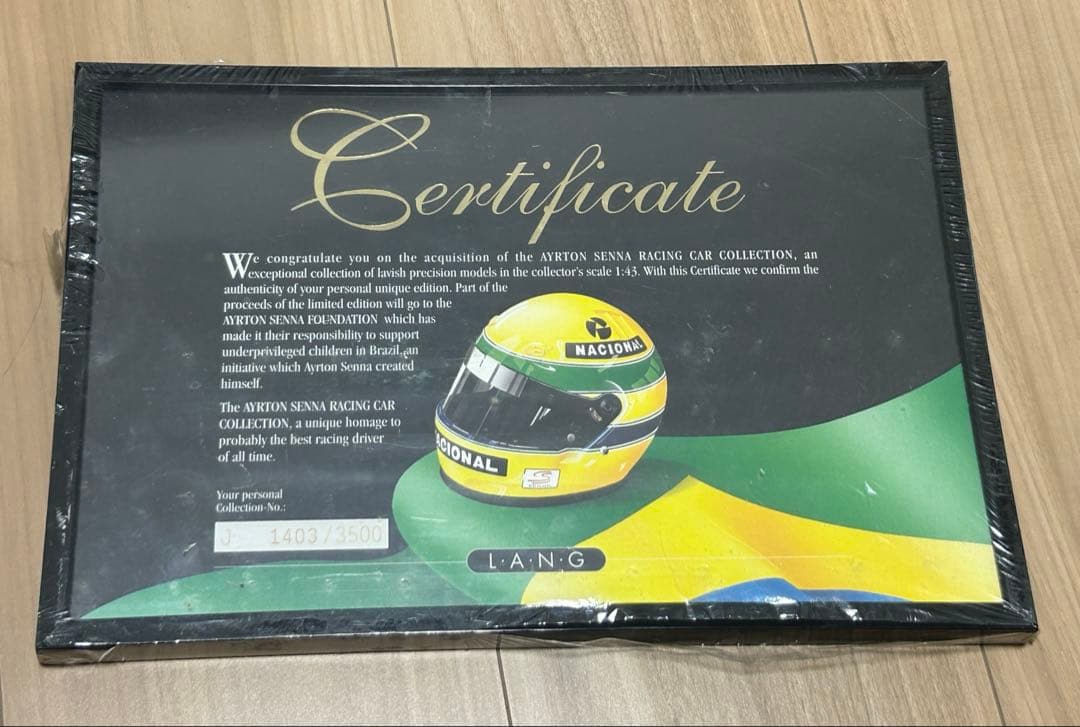 Certificate
We congratulate you on the acquisition of the AYRTON SENNA RACING CAR COLLECTION, an
exceptional collection of lavish precision models in the collector's scale 1:43. With this Certificate we confirm the
authenticity of your personal unique edition. Part of the
proceeds of the limited edition will go to the
AYRTON SENNA FOUNDATION which has
made it their responsibility to support
underprivileged children in Brazil, an
initiative which Ayrton Senna created
himself.
The AYRTON SENNA RACING CAR
COLLECTION, a unique homage to
probably the best racing driver
of all time.
NACIONAL
ACIONAL
S
Your personal
Collection-No.:
J 1403/3500
L·A·N·G